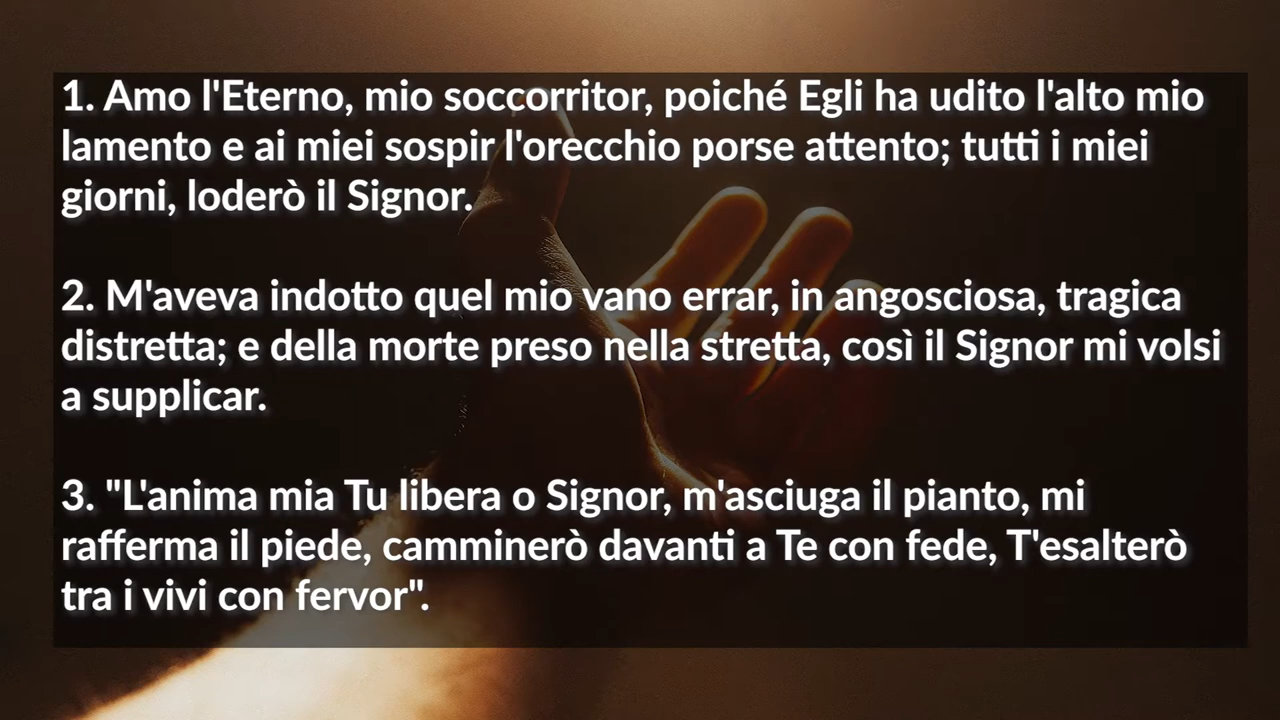 1. Amo l'Eterno, mio soccorritor, poiché Egli ha udito l'alto mio
lamento e ai miei sospir l'orecchio porse attento; tutti i miei
giorni, loderò il Signor.
2. M'aveva indotto quel mio vano errar, in angosciosa, tragica
distretta; e della morte preso nella stretta, così il Signor mi volsi
a supplicar.
3. "L'anima mia Tu libera o Signor, m'asciuga il pianto, mi
rafferma il piede, camminerò davanti a Te con fede, T'esalterò
tra i vivi con fervor".